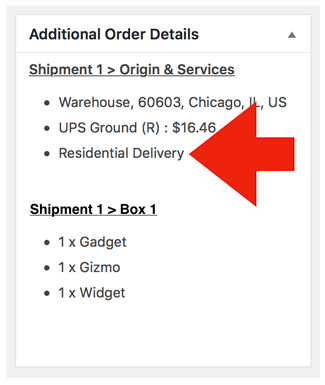 Additional Order Details
Shipment 1 > Origin & Services
Warehouse, 60603, Chicago, IL, US
UPS Ground (R) : $16.46
Residential Delivery
Shipment 1 > Box 1
1 x Gadget
1 x Gizmo
1 x Widget